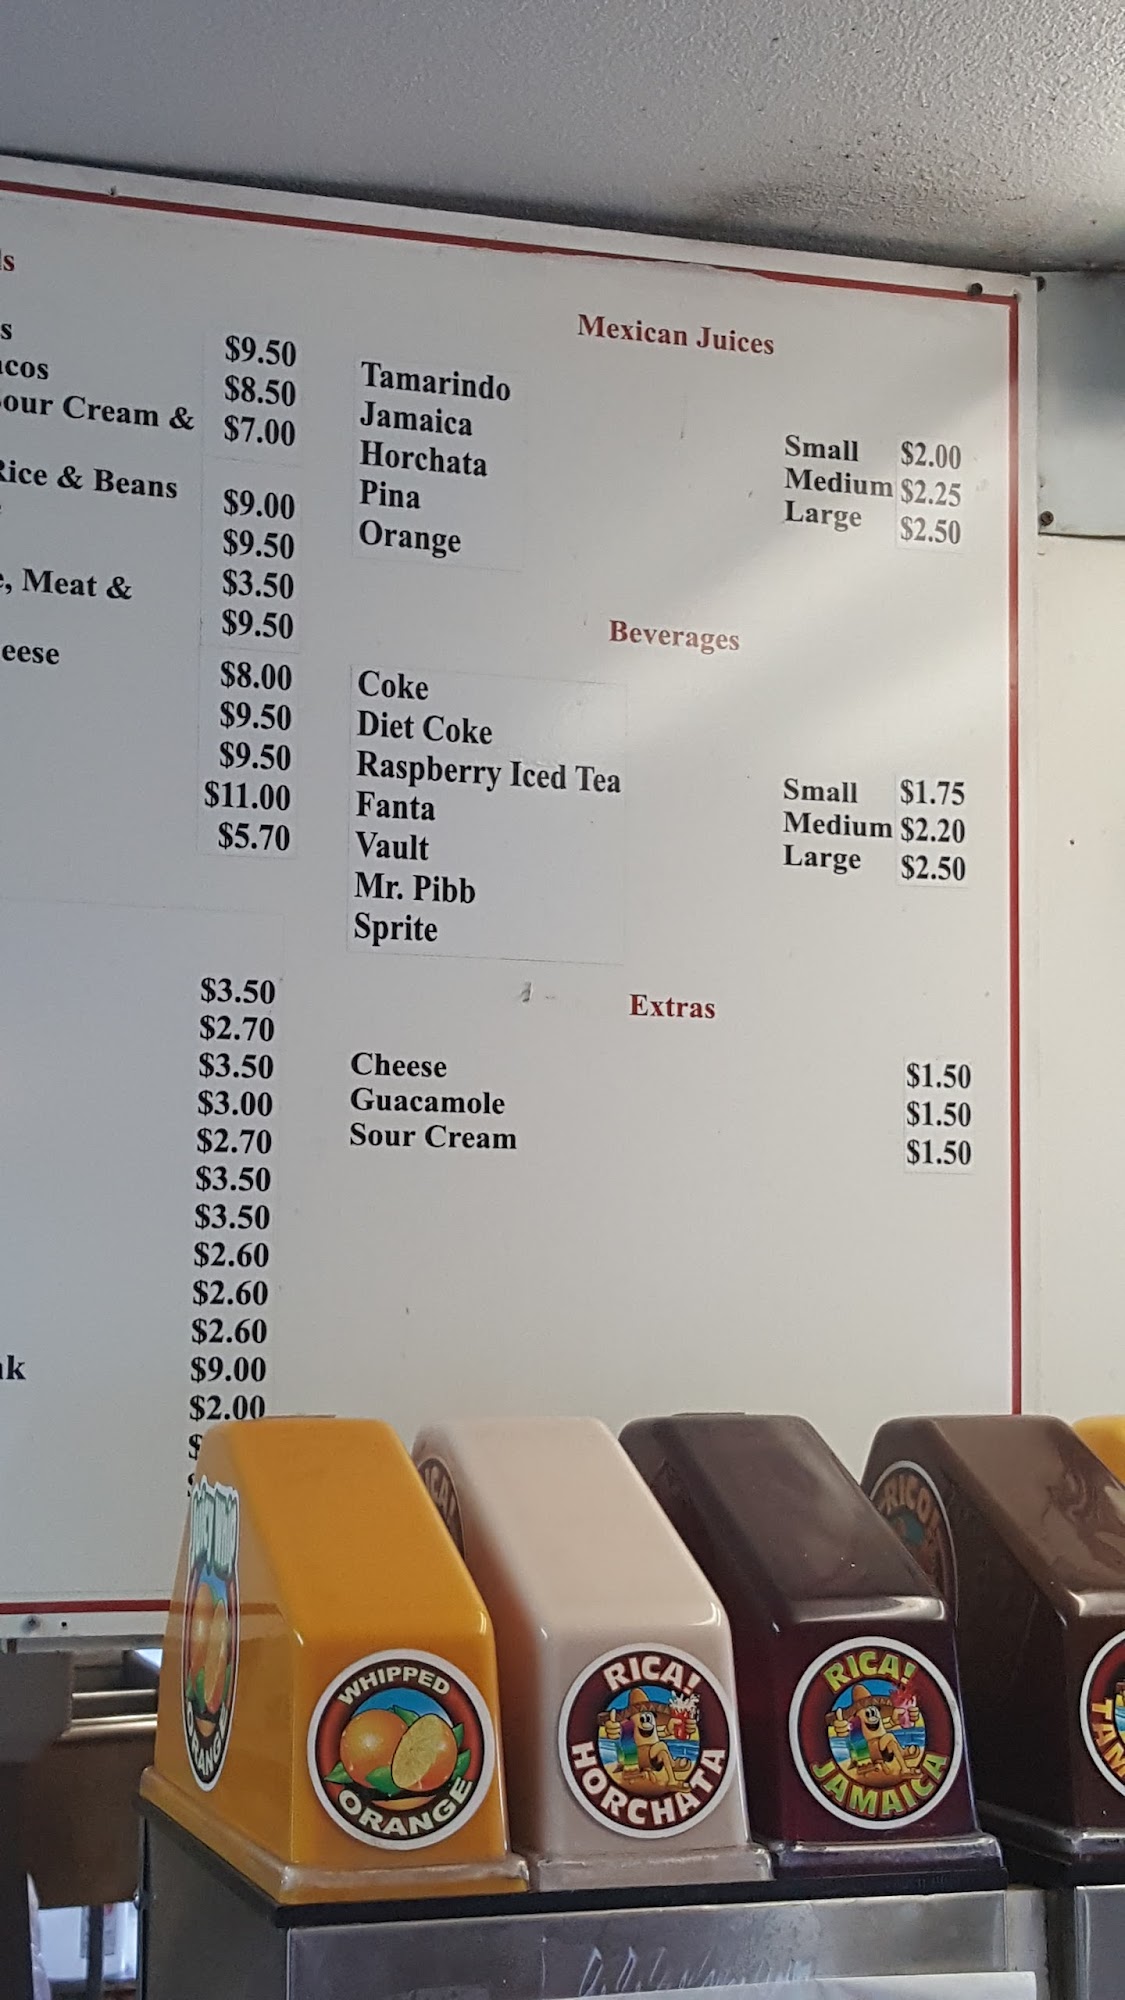 $9.50
$8.50
our Cream & $7.00
Rice & Beans
$9.00
$9.50
, Meat & $3.50
$9.50
$8.00
$9.50
$9.50
$11.00
$5.70
$3.50
$2.70
$3.50
$3.00
$2.70
$3.50
$3.50
$2.60
$2.60
$2.60
$9.00
$2.00
Mexican Juices
Tamarindo
Jamaica
Horchata
Pina
Orange
Small $2.00
Medium $2.25
Large $2.50
Beverages
Coke
Diet Coke
Raspberry Iced Tea
Fanta
Vault
Mr. Pibb
Sprite
Small $1.75
Medium $2.20
Large $2.50
Extras
Cheese $1.50
Guacamole $1.50
Sour Cream $1.50
ORANGE
WHIPPED
ORANGE
RICA!
HORCHATA
RICA!
JAMAICA